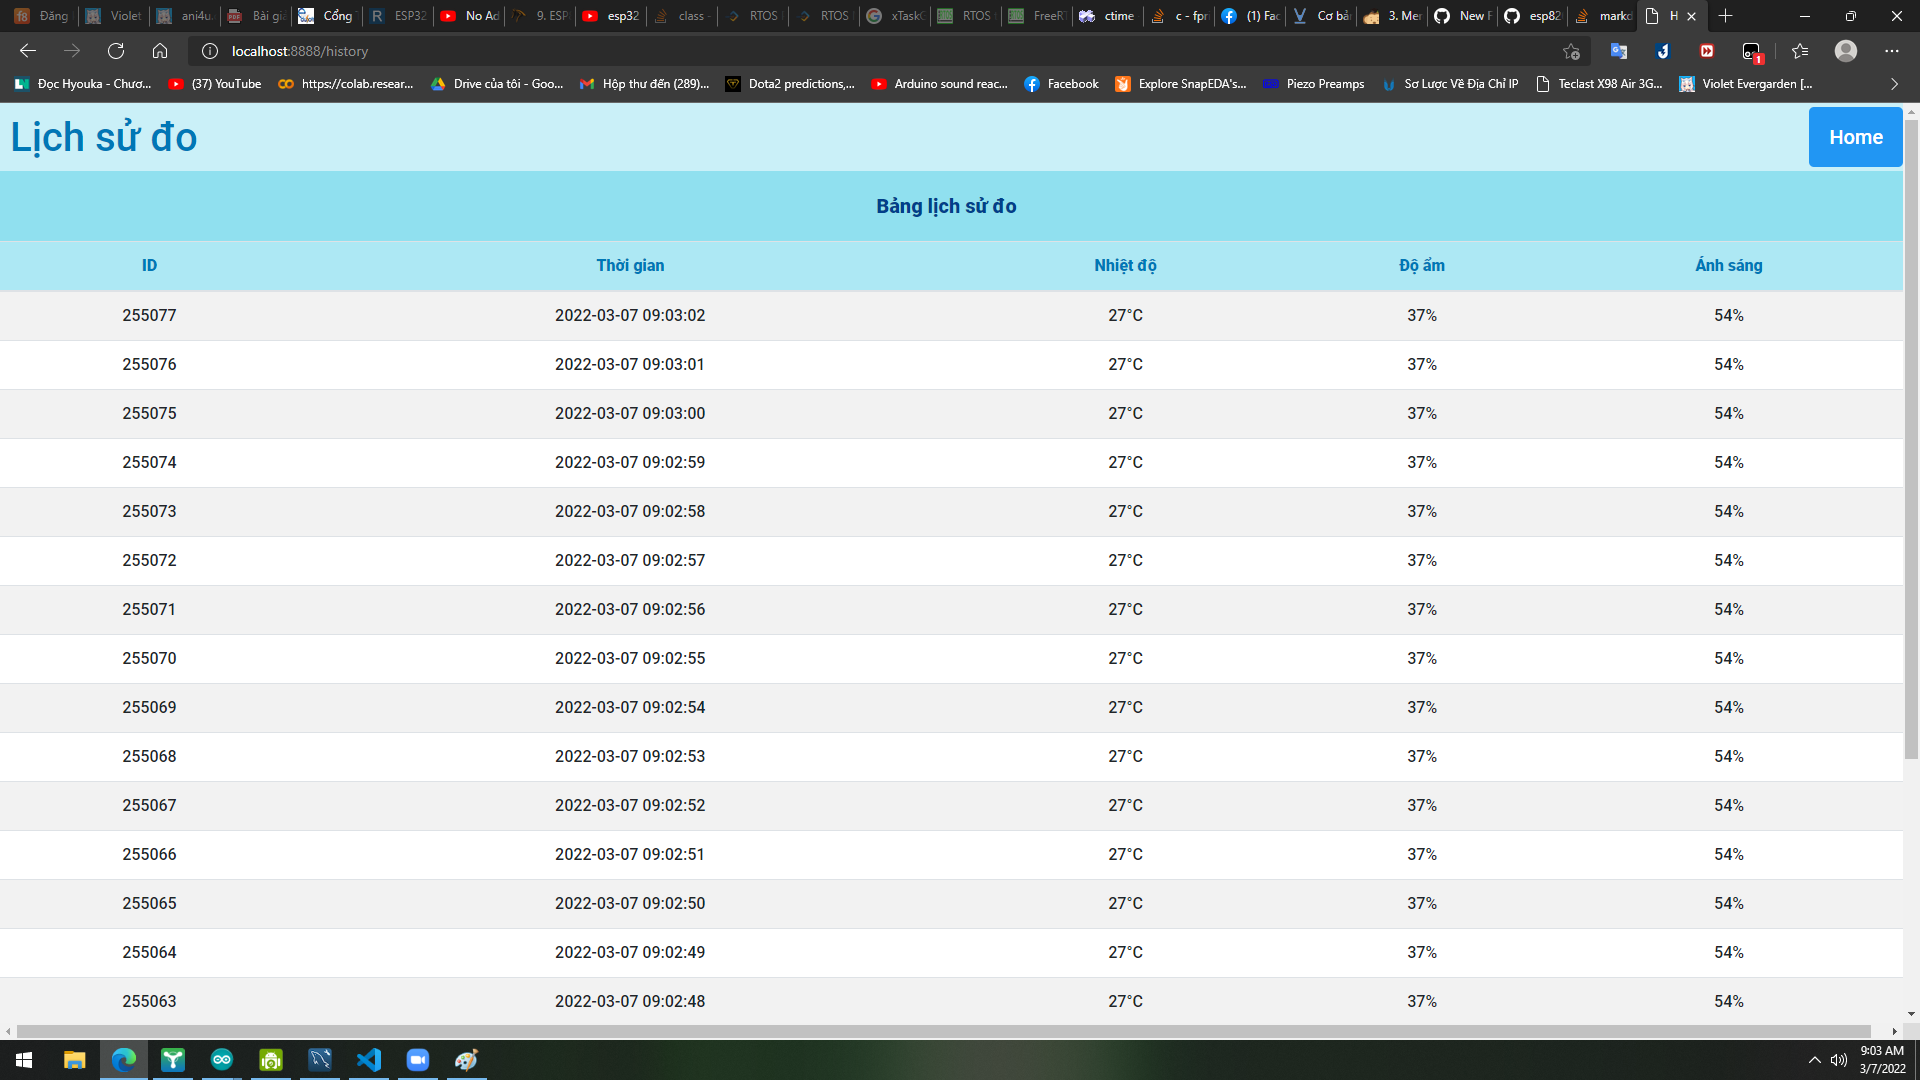 Đăng
Violet
ani4u.
Bài giả
Cổng
ESP32
No Ad
9. ESP
esp32
class -
RTOS
RTOS
xTaskC
RTOS
FreeRT
ctime
c - fpr
(1) Fac
Cơ bản
3. Mer
New F
esp82
markd
H
localhost:8888/history
Đọc Hyouka - Chươ...
(37) YouTube
https://colab.resear...
Drive của tôi - Goo...
Hộp thư đến (289)...
Dota2 predictions,...
Arduino sound reac...
Facebook
Explore SnapEDA's...
Piezo Preamps
Sơ Lược Về Địa Chỉ IP
Teclast X98 Air 3G...
Violet Evergarden [...
Lịch sử đo
Home
Bảng lịch sử đo
ID Thời gian Nhiệt độ Độ ẩm Ánh sáng
255077 2022-03-07 09:03:02 27°C 37% 54%
255076 2022-03-07 09:03:01 27°C 37% 54%
255075 2022-03-07 09:03:00 27°C 37% 54%
255074 2022-03-07 09:02:59 27°C 37% 54%
255073 2022-03-07 09:02:58 27°C 37% 54%
255072 2022-03-07 09:02:57 27°C 37% 54%
255071 2022-03-07 09:02:56 27°C 37% 54%
255070 2022-03-07 09:02:55 27°C 37% 54%
255069 2022-03-07 09:02:54 27°C 37% 54%
255068 2022-03-07 09:02:53 27°C 37% 54%
255067 2022-03-07 09:02:52 27°C 37% 54%
255066 2022-03-07 09:02:51 27°C 37% 54%
255065 2022-03-07 09:02:50 27°C 37% 54%
255064 2022-03-07 09:02:49 27°C 37% 54%
255063 2022-03-07 09:02:48 27°C 37% 54%
9:03 AM
3/7/2022